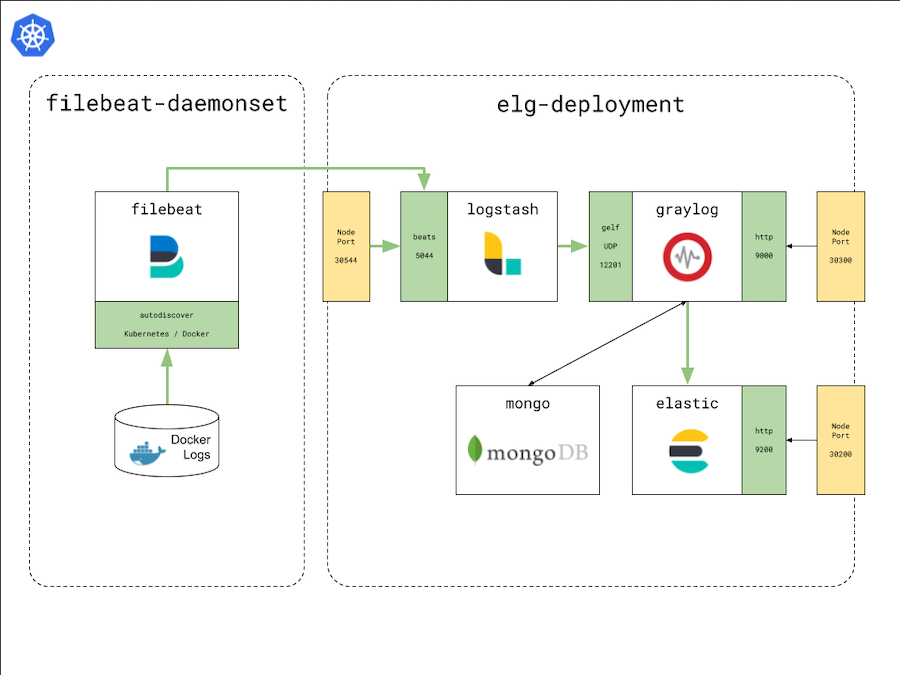 filebeat-daemonset
elg-deployment
filebeat
autodiscover
Kubernetes / Docker
Docker
Logs
Node
Port
30544
beats
5044
logstash
gelf
UDP
12201
graylog
http
9000
Node
Port
30300
mongo
mongoDB
elastic
http
9200
Node
Port
30200